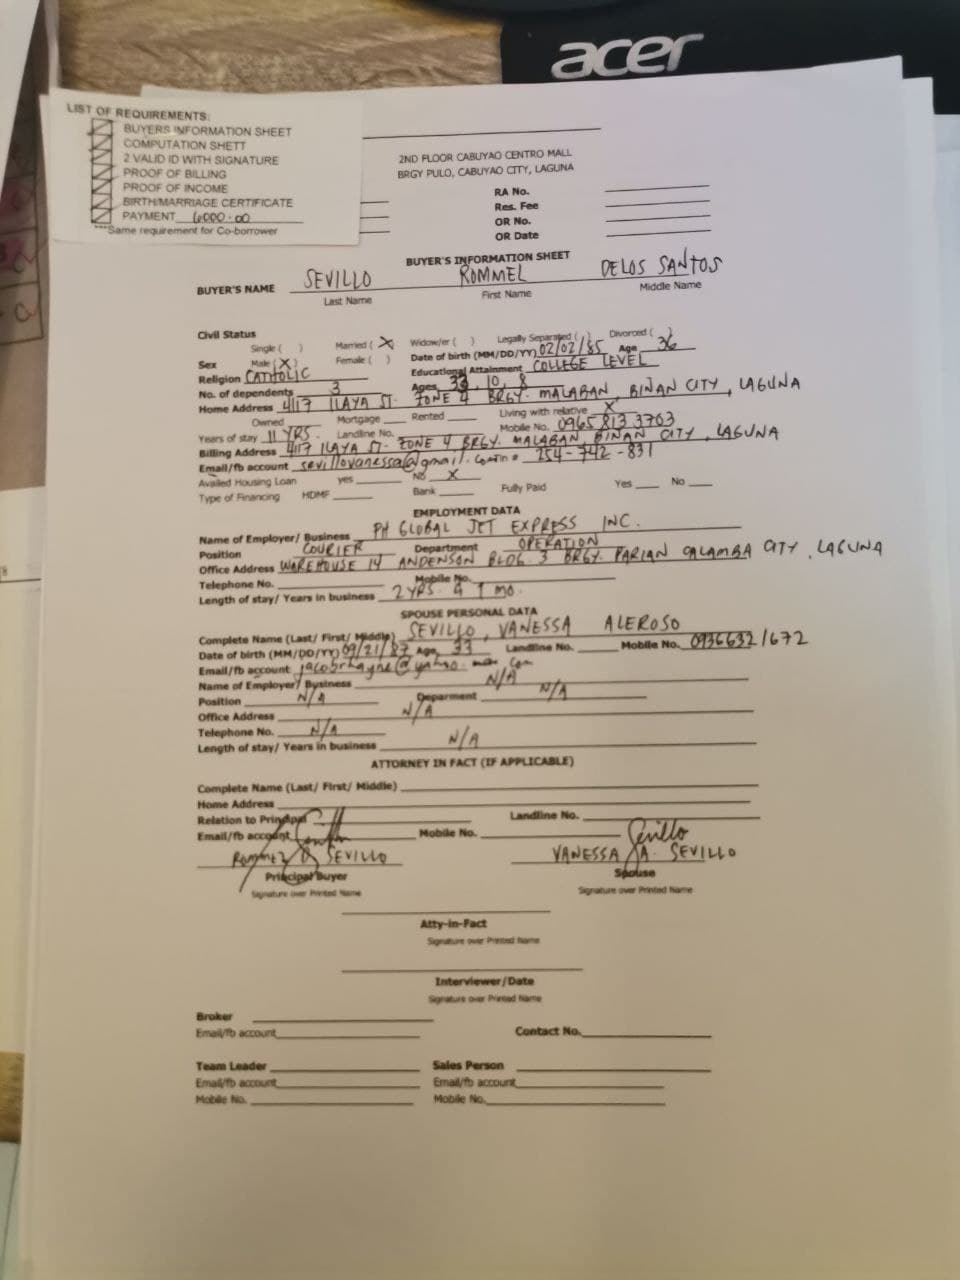 acer
LIST OF REQUIREMENTS:
BUYERS INFORMATION SHEET
COMPUTATION SHETT
2 VALID ID WITH SIGNATURE
PROOF OF BILLING
PROOF OF INCOME
BIRTH/MARRIAGE CERTIFICATE
PAYMENT 6000.00
***Same requirement for Co-borrower
2ND FLOOR CABUYAO CENTRO MALL
BRGY PULO, CABUYAO CITY, LAGUNA
RA No.
Res. Fee
OR No.
OR Date
BUYER'S INFORMATION SHEET
BUYER'S NAME SEVILLO ROMMEL DELOS SANTOS
Last Name First Name Middle Name
Civil Status
Single ( ) Married ( X Widow/er ( ) Legally Separated ( ) Divorced ( )
Sex Male ( X ) Female ( ) Date of birth (MM/DD/YY) 02/02/85 Age 36
Religion CATHOLIC Educational Attainment COLLEGE LEVEL
No. of dependents 3 Ages 10, 8
Home Address 4117 ILAYA ST. ZONE 4 BRGY. MALABAN, BINAN CITY, LAGUNA
Owned Mortgage Rented Living with relative X
Years of stay 11 YRS. Landline No. Mobile No. 0965 813 3703
Billing Address 4117 ILAYA ST. ZONE 4 BRGY. MALABAN, BINAN CITY, LAGUNA
Email/fb account sevillovanessa@gmail.com # 254-742-831
Availed Housing Loan yes No X
Type of Financing HDMF Bank Fully Paid Yes No
EMPLOYMENT DATA
Name of Employer/ Business PH GLOBAL JET EXPRESS INC.
Position COURIER Department OPERATION
Office Address WAREHOUSE 14 ANDENSON BLDG 3 BRGY. PARIAN CALAMBA CITY, LAGUNA
Telephone No. Mobile No.
Length of stay/ Years in business 2 YRS. MO.
SPOUSE PERSONAL DATA
Complete Name (Last/ First/ Middle) SEVILLO, VANESSA ALEROSO
Date of birth (MM/DD/YY) 09/21/87 Age 33 Landline No. Mobile No. 09366321672
Email/fb account
Name of Employer/ Business N/A
Position N/A Deparment N/A
Office Address N/A
Telephone No. N/A
Length of stay/ Years in business N/A
ATTORNEY IN FACT (IF APPLICABLE)
Complete Name (Last/ First/ Middle)
Home Address
Relation to Principal Landline No.
Email/fb account Mobile No. Sevillo
Rommel D. SEVILLO VANESSA A. SEVILLO
Principal Buyer Spouse
Signature over Printed Name Signature over Printed Name
Atty-in-Fact
Signature over Printed Name
Interviewer/Date
Signature over Printed Name
Broker
Email/fb account Contact No.
Team Leader Sales Person
Email/fb account Email/fb account
Mobile No. Mobile No.